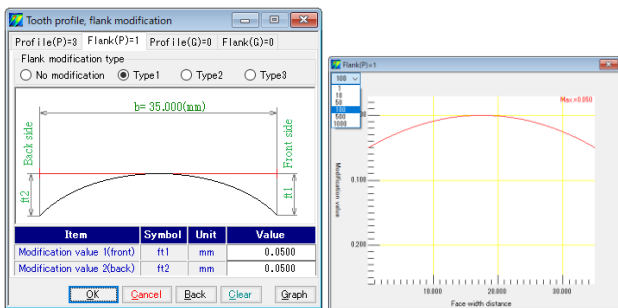 Tooth profile, flank modification
Profile(P)=3 Flank(P)=1 Profile(G)=0 Flank(G)=0
Flank modification type
No modification Type1 Type2 Type3
b= 35.000(mm)
Back side
Front side
ft2
ft1
Item Symbol Unit Value
Modification value 1(front) ft1 mm 0.0500
Modification value 2(back) ft2 mm 0.0500
OK Cancel Back Clear Graph
Flank(P)=1
100
1
10
50
100
500
1000
Max.=0.050
Modification value
0.100
0.200
10.000 20.000 30.000
Face width distance